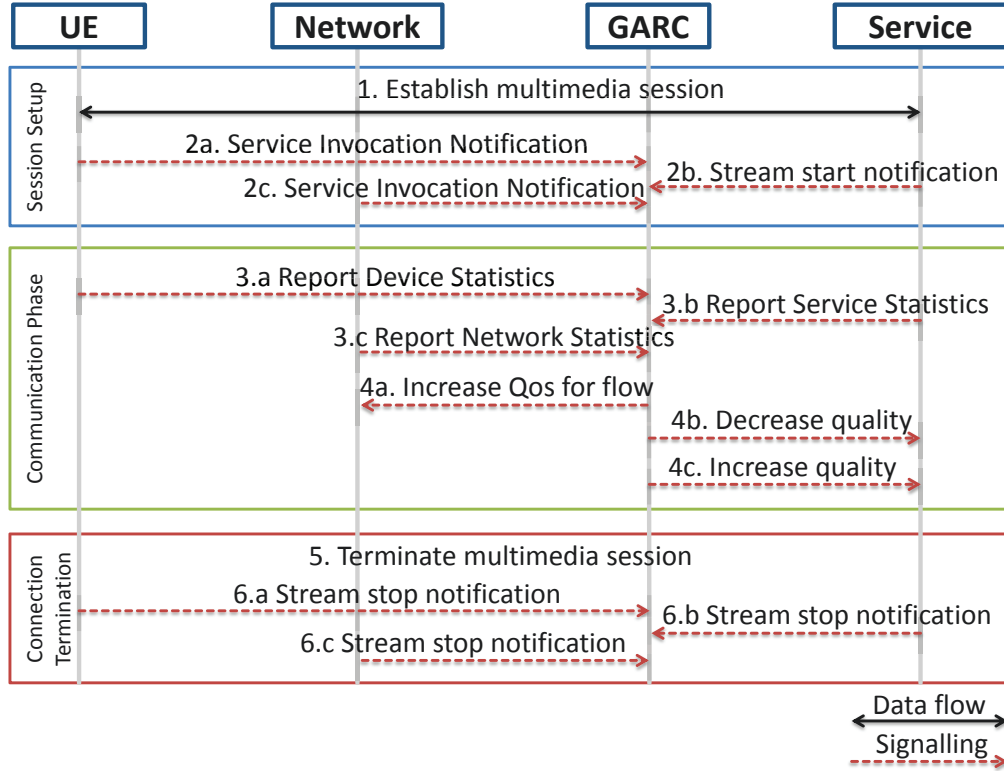 UE
Network
GARC
Service
Session Setup
1. Establish multimedia session
2a. Service Invocation Notification
2b. Stream start notification
2c. Service Invocation Notification
Communication Phase
3.a Report Device Statistics
3.b Report Service Statistics
3.c Report Network Statistics
4a. Increase Qos for flow
4b. Decrease quality
4c. Increase quality
Connection
Termination
5. Terminate multimedia session
6.a Stream stop notification
6.b Stream stop notification
6.c Stream stop notification
Data flow
Signalling